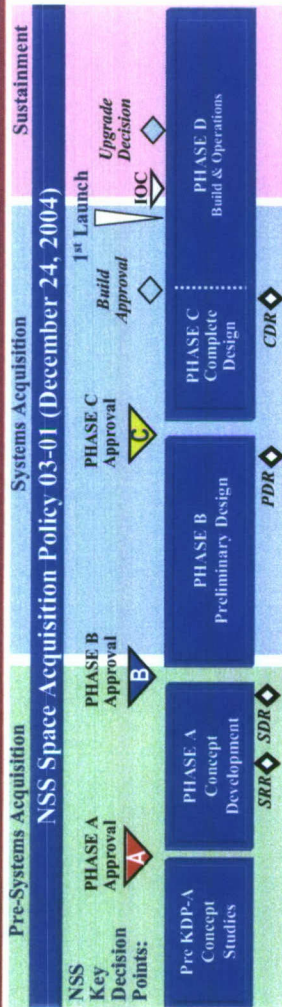 Pre-Systems Acquisition
Systems Acquisition
Sustainment
NSS Space Acquisition Policy 03-01 (December 24, 2004)
NSS
Key
Decision
Points:
PHASE A
Approval
A
PHASE B
Approval
B
PHASE C
Approval
C
Build
Approval
1st Launch
IOC
Upgrade
Decision
Pre KDP-A
Concept
Studies
PHASE A
Concept
Development
PHASE B
Preliminary Design
PHASE C
Complete
Design
PHASE D
Build & Operations
SRR
SDR
PDR
CDR